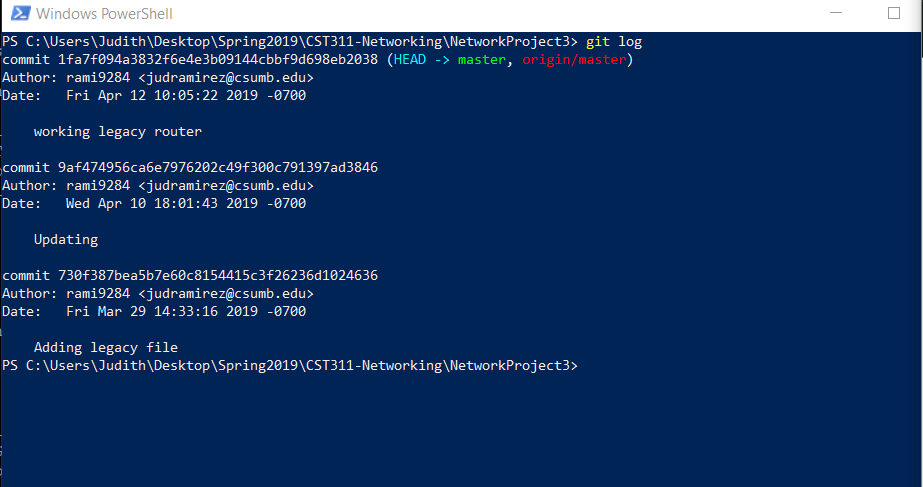 Windows PowerShell
PS C:\Users\Judith\Desktop\Spring2019\CST311-Networking\NetworkProject3> git log
commit 1fa7f094a3832f6e4e3b09144cbbf9d698eb2038 (HEAD -> master, origin/master)
Author: rami9284 <judramirez@csumb.edu>
Date:   Fri Apr 12 10:05:22 2019 -0700
    working legacy router
commit 9af474956ca6e7976202c49f300c791397ad3846
Author: rami9284 <judramirez@csumb.edu>
Date:   Wed Apr 10 18:01:43 2019 -0700
    Updating
commit 730f387bea5b7e60c8154415c3f26236d1024636
Author: rami9284 <judramirez@csumb.edu>
Date:   Fri Mar 29 14:33:16 2019 -0700
    Adding legacy file
PS C:\Users\Judith\Desktop\Spring2019\CST311-Networking\NetworkProject3>